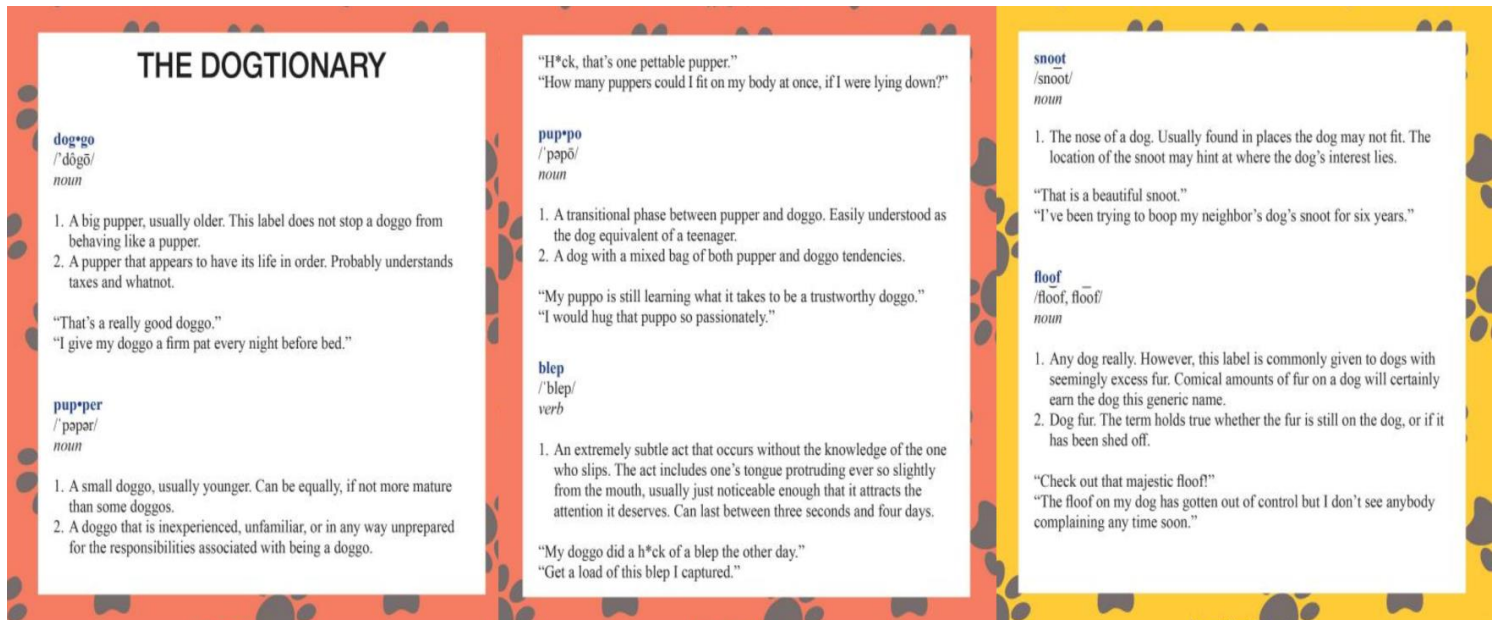 THE DOGTIONARY
dog•go
/ˈdôgō/
noun
1. A big pupper, usually older. This label does not stop a doggo from
behaving like a pupper.
2. A pupper that appears to have its life in order. Probably understands
taxes and whatnot.
“That’s a really good doggo.”
“I give my doggo a firm pat every night before bed.”
pup•per
/ˈpəpər/
noun
1. A small doggo, usually younger. Can be equally, if not more mature
than some doggos.
2. A doggo that is inexperienced, unfamiliar, or in any way unprepared
for the responsibilities associated with being a doggo.
“H*ck, that’s one pettable pupper.”
“How many puppers could I fit on my body at once, if I were lying down?”
pup•po
/ˈpəpō/
noun
1. A transitional phase between pupper and doggo. Easily understood as
the dog equivalent of a teenager.
2. A dog with a mixed bag of both pupper and doggo tendencies.
“My puppo is still learning what it takes to be a trustworthy doggo.”
“I would hug that puppo so passionately.”
blep
/ˈblep/
verb
1. An extremely subtle act that occurs without the knowledge of the one
who slips. The act includes one’s tongue protruding ever so slightly
from the mouth, usually just noticeable enough that it attracts the
attention it deserves. Can last between three seconds and four days.
“My doggo did a h*ck of a blep the other day.”
“Get a load of this blep I captured.”
snoot
/sno͞ot/
noun
1. The nose of a dog. Usually found in places the dog may not fit. The
location of the snoot may hint at where the dog’s interest lies.
“That is a beautiful snoot.”
“I’ve been trying to boop my neighbor’s dog’s snoot for six years.”
floof
/flo͝of, flo͞of/
noun
1. Any dog really. However, this label is commonly given to dogs with
seemingly excess fur. Comical amounts of fur on a dog will certainly
earn the dog this generic name.
2. Dog fur. The term holds true whether the fur is still on the dog, or if it
has been shed off.
“Check out that majestic floof!”
“The floof on my dog has gotten out of control but I don’t see anybody
complaining any time soon.”